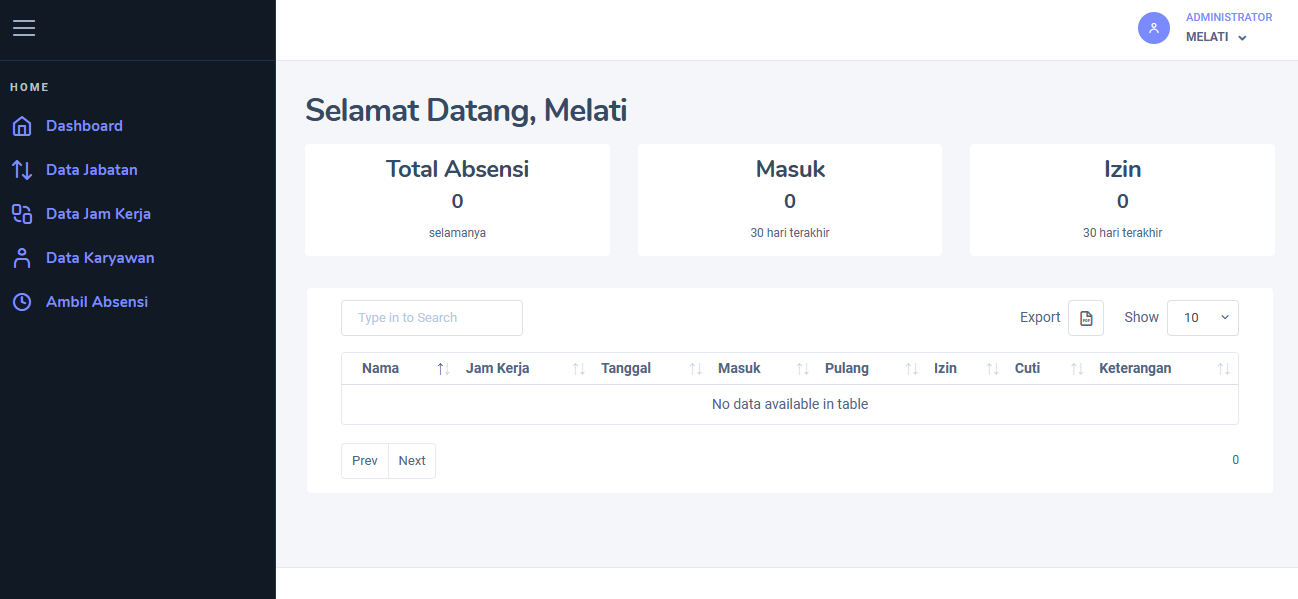 ADMINISTRATOR
MELATI
HOME
Dashboard
Data Jabatan
Data Jam Kerja
Data Karyawan
Ambil Absensi
Selamat Datang, Melati
Total Absensi
0
selamanya
Masuk
0
30 hari terakhir
Izin
0
30 hari terakhir
Type in to Search
Export PDF Show 10
Nama Jam Kerja Tanggal Masuk Pulang Izin Cuti Keterangan
No data available in table
Prev Next 0